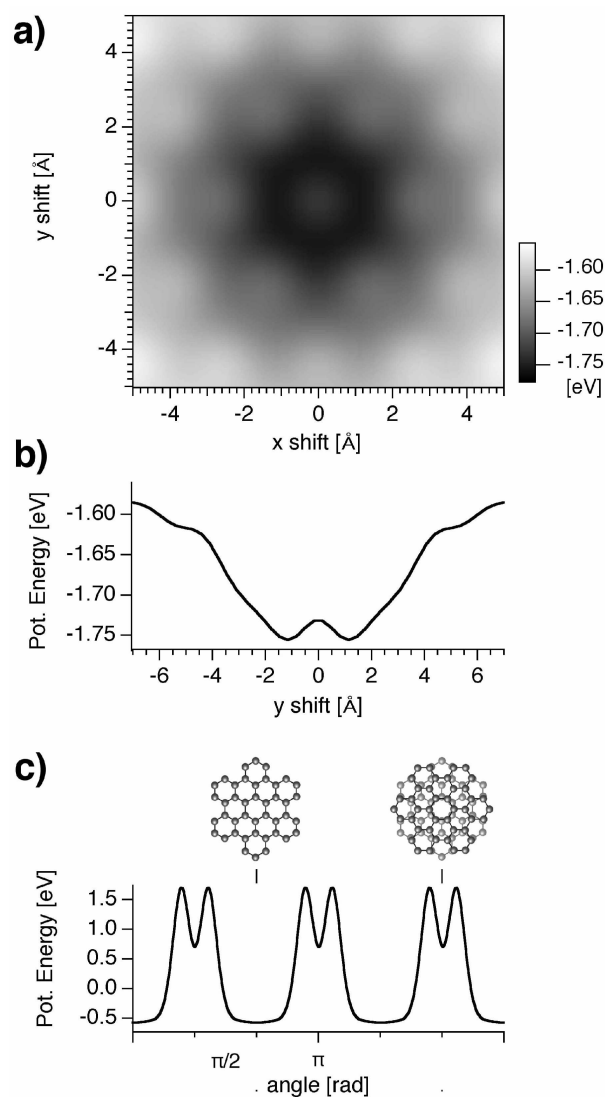 a)
4
2
0
-2
-4
y shift [Å]
-4 -2 0 2 4
x shift [Å]
-1.60
-1.65
-1.70
-1.75
[eV]
b)
-1.60
-1.65
-1.70
-1.75
Pot. Energy [eV]
-6 -4 -2 0 2 4 6
y shift [Å]
c)
1.5
1.0
0.5
0.0
-0.5
Pot. Energy [eV]
π/2 π
angle [rad]